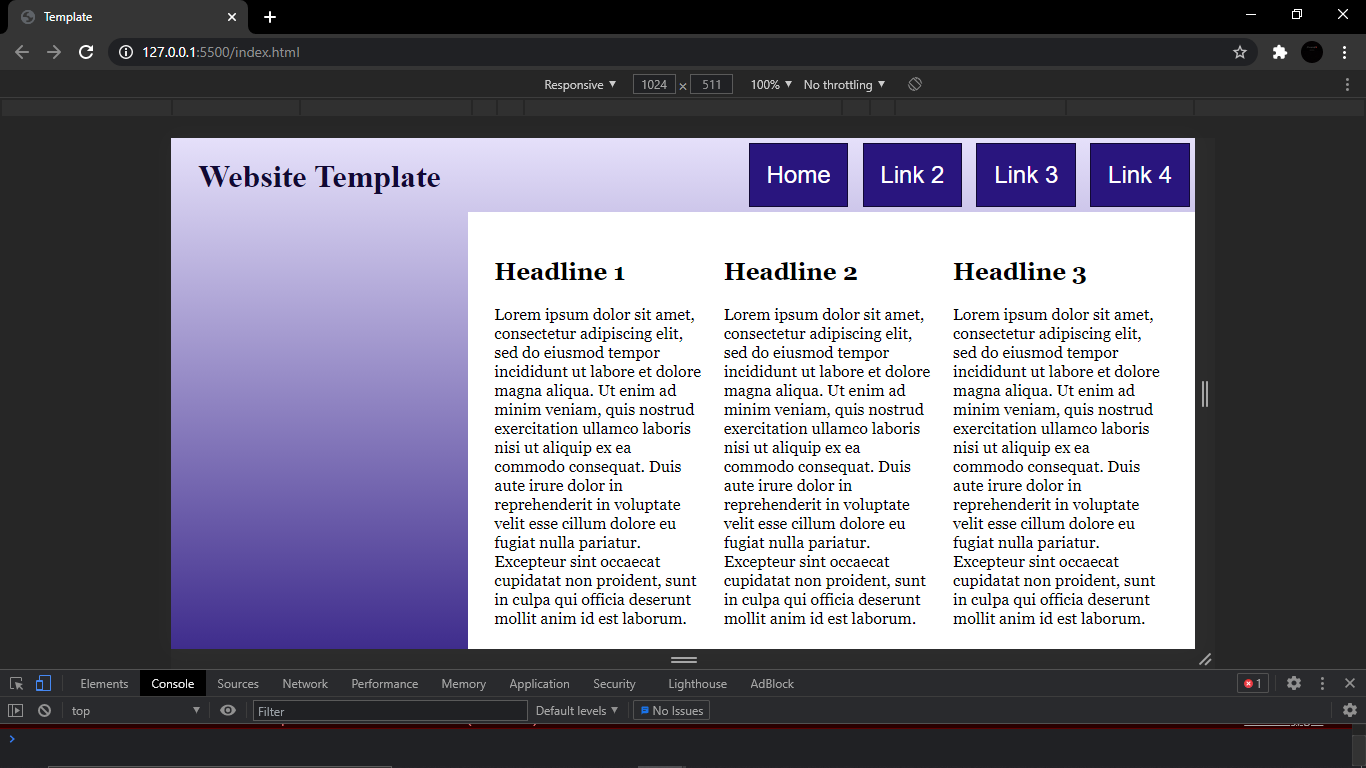 Template
127.0.0.1:5500/index.html
Responsive 1024 × 511 100% No throttling
Website Template
Home Link 2 Link 3 Link 4
Headline 1
Lorem ipsum dolor sit amet,
consectetur adipiscing elit,
sed do eiusmod tempor
incididunt ut labore et dolore
magna aliqua. Ut enim ad
minim veniam, quis nostrud
exercitation ullamco laboris
nisi ut aliquip ex ea
commodo consequat. Duis
aute irure dolor in
reprehenderit in voluptate
velit esse cillum dolore eu
fugiat nulla pariatur.
Excepteur sint occaecat
cupidatat non proident, sunt
in culpa qui officia deserunt
mollit anim id est laborum.
Headline 2
Lorem ipsum dolor sit amet,
consectetur adipiscing elit,
sed do eiusmod tempor
incididunt ut labore et dolore
magna aliqua. Ut enim ad
minim veniam, quis nostrud
exercitation ullamco laboris
nisi ut aliquip ex ea
commodo consequat. Duis
aute irure dolor in
reprehenderit in voluptate
velit esse cillum dolore eu
fugiat nulla pariatur.
Excepteur sint occaecat
cupidatat non proident, sunt
in culpa qui officia deserunt
mollit anim id est laborum.
Headline 3
Lorem ipsum dolor sit amet,
consectetur adipiscing elit,
sed do eiusmod tempor
incididunt ut labore et dolore
magna aliqua. Ut enim ad
minim veniam, quis nostrud
exercitation ullamco laboris
nisi ut aliquip ex ea
commodo consequat. Duis
aute irure dolor in
reprehenderit in voluptate
velit esse cillum dolore eu
fugiat nulla pariatur.
Excepteur sint occaecat
cupidatat non proident, sunt
in culpa qui officia deserunt
mollit anim id est laborum.
Elements Console Sources Network Performance Memory Application Security Lighthouse AdBlock 1
top Filter Default levels No Issues